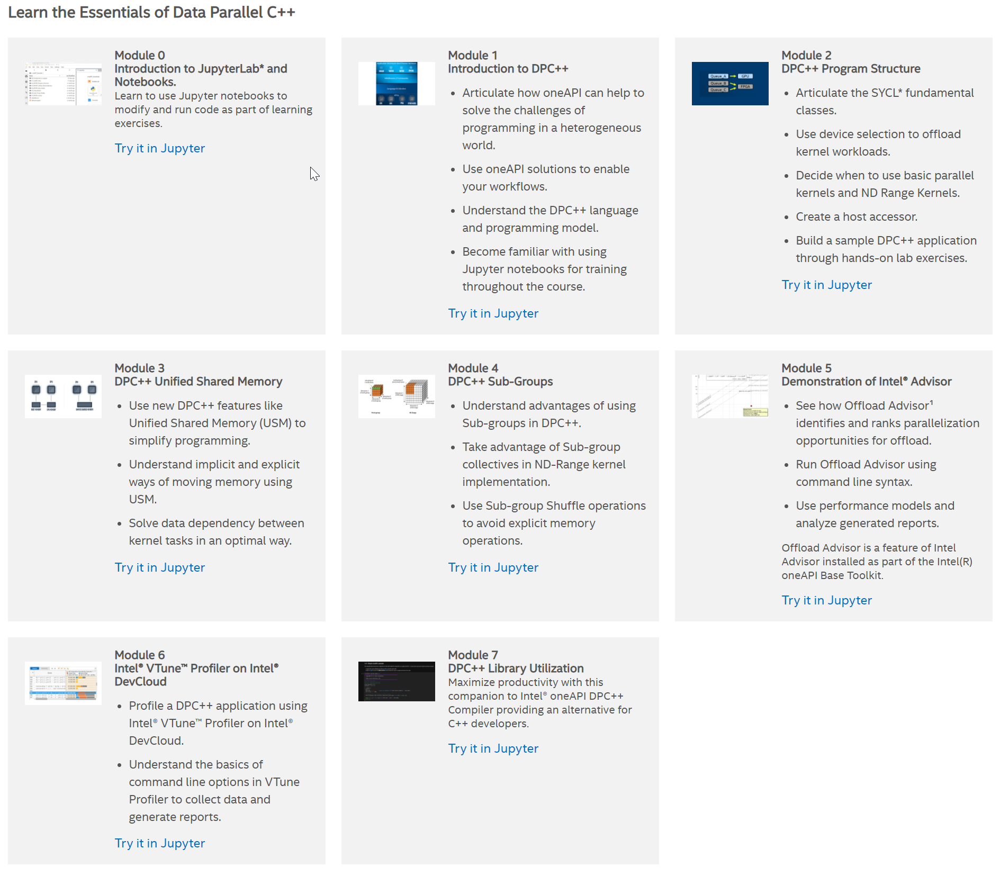 Learn the Essentials of Data Parallel C++
Module 0
Introduction to JupyterLab* and
Notebooks.
Learn to use Jupyter notebooks to
modify and run code as part of learning
exercises.
Try it in Jupyter
Module 1
Introduction to DPC++
• Articulate how oneAPI can help to
solve the challenges of
programming in a heterogeneous
world.
• Use oneAPI solutions to enable
your workflows.
• Understand the DPC++ language
and programming model.
• Become familiar with using
Jupyter notebooks for training
throughout the course.
Try it in Jupyter
Queue_A
GPU
Queue_B
FPGA
Queue_C
Module 2
DPC++ Program Structure
• Articulate the SYCL* fundamental
classes.
• Use device selection to offload
kernel workloads.
• Decide when to use basic parallel
kernels and ND Range Kernels.
• Create a host accessor.
• Build a sample DPC++ application
through hands-on lab exercises.
Try it in Jupyter
Module 3
DPC++ Unified Shared Memory
• Use new DPC++ features like
Unified Shared Memory (USM) to
simplify programming.
• Understand implicit and explicit
ways of moving memory using
USM.
• Solve data dependency between
kernel tasks in an optimal way.
Try it in Jupyter
Module 4
DPC++ Sub-Groups
• Understand advantages of using
Sub-groups in DPC++.
• Take advantage of Sub-group
collectives in ND-Range kernel
implementation.
• Use Sub-group Shuffle operations
to avoid explicit memory
operations.
Try it in Jupyter
Module 5
Demonstration of Intel® Advisor
• See how Offload Advisor¹
identifies and ranks parallelization
opportunities for offload.
• Run Offload Advisor using
command line syntax.
• Use performance models and
analyze generated reports.
Offload Advisor is a feature of Intel
Advisor installed as part of the Intel(R)
oneAPI Base Toolkit.
Try it in Jupyter
Module 6
Intel® VTune™ Profiler on Intel®
DevCloud
• Profile a DPC++ application using
Intel® VTune™ Profiler on Intel®
DevCloud.
• Understand the basics of
command line options in VTune
Profiler to collect data and
generate reports.
Try it in Jupyter
Module 7
DPC++ Library Utilization
Maximize productivity with this
companion to Intel® oneAPI DPC++
Compiler providing an alternative for
C++ developers.
Try it in Jupyter